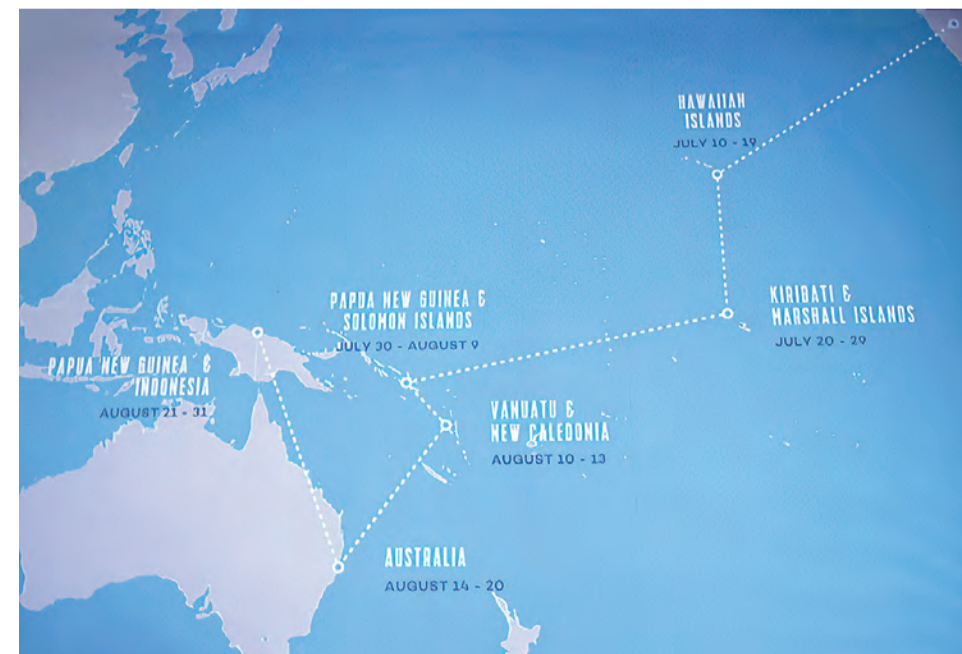 HAWAIIAN
ISLANDS
JULY 10 - 19
KIRIBATI &
MARSHALL ISLANDS
JULY 20 - 29
PAPUA NEW GUINEA &
SOLOMON ISLANDS
JULY 30 - AUGUST 9
PAPUA NEW GUINEA &
INDONESIA
AUGUST 21 - 31
VANUATU &
NEW CALEDONIA
AUGUST 10 - 13
AUSTRALIA
AUGUST 14 - 20